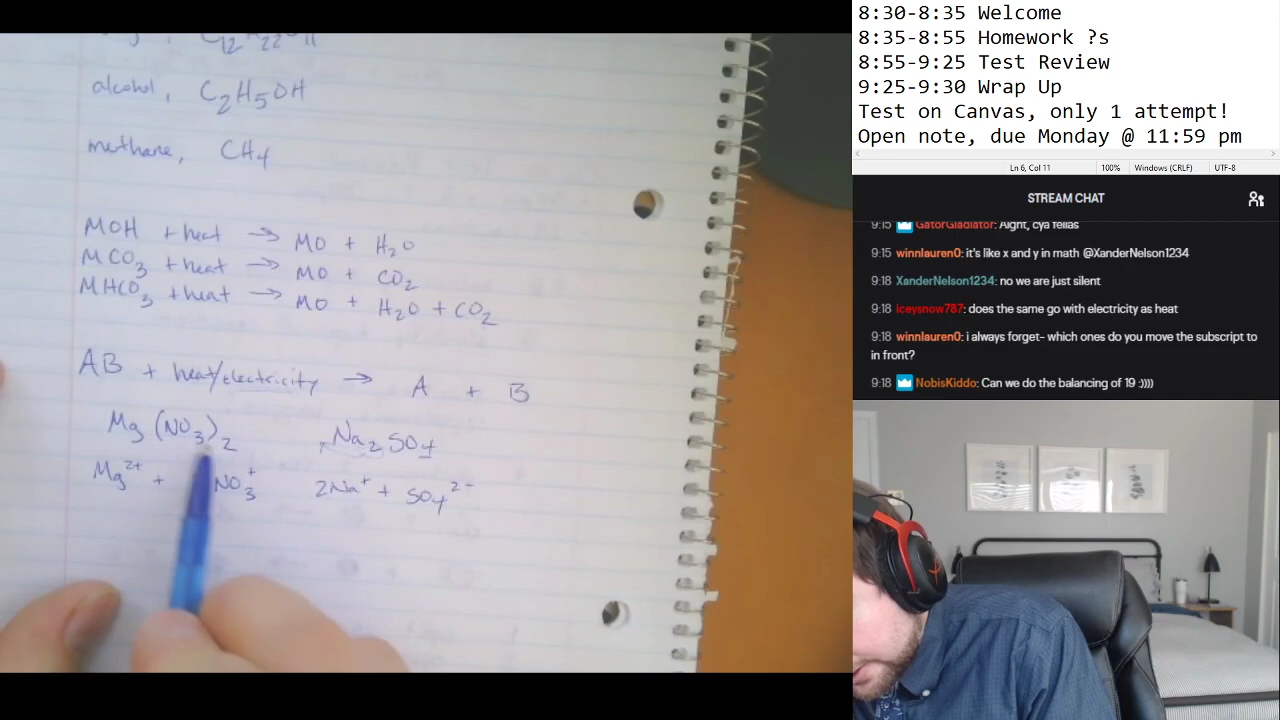 C12H22O11
alcohol, C2H5OH
methane, CH4
MOH + heat → MO + H2O
MCO3 + heat → MO + CO2
MHCO3 + heat → MO + H2O + CO2
AB + heat/electricity → A + B
Mg(NO3)2 Na2SO4
Mg2+ + NO3+ 2Na+ + SO42-
8:30-8:35 Welcome
8:35-8:55 Homework ?s
8:55-9:25 Test Review
9:25-9:30 Wrap Up
Test on Canvas, only 1 attempt!
Open note, due Monday @ 11:59 pm
Ln 6, Col 11 100% Windows (CRLF) UTF-8
STREAM CHAT
9:15 GatorGladiator: Aight, cya fellas
9:15 winnlauren0: it's like x and y in math @XanderNelson1234
9:18 XanderNelson1234: no we are just silent
9:18 iceysnow787: does the same go with electricity as heat
9:18 winnlauren0: i always forget- which ones do you move the subscript to
in front?
9:18 NobisKiddo: Can we do the balancing of 19 :))))